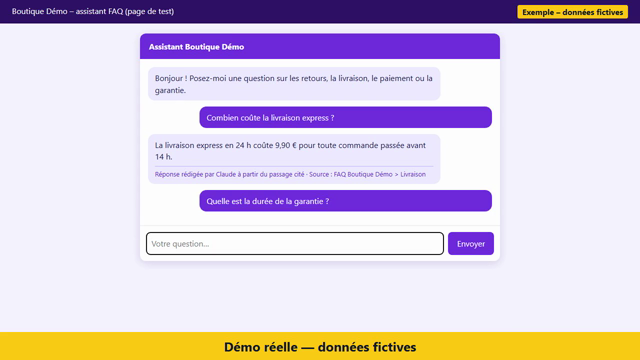 Boutique Démo – assistant FAQ (page de test)
Exemple – données fictives
Assistant Boutique Démo
Bonjour ! Posez-moi une question sur les retours, la livraison, le paiement ou la
garantie.
Combien coûte la livraison express ?
La livraison express en 24 h coûte 9,90 € pour toute commande passée avant
14 h.
Réponse rédigée par Claude à partir du passage cité · Source : FAQ Boutique Démo > Livraison
Quelle est la durée de la garantie ?
Votre question…
Envoyer
Démo réelle — données fictives